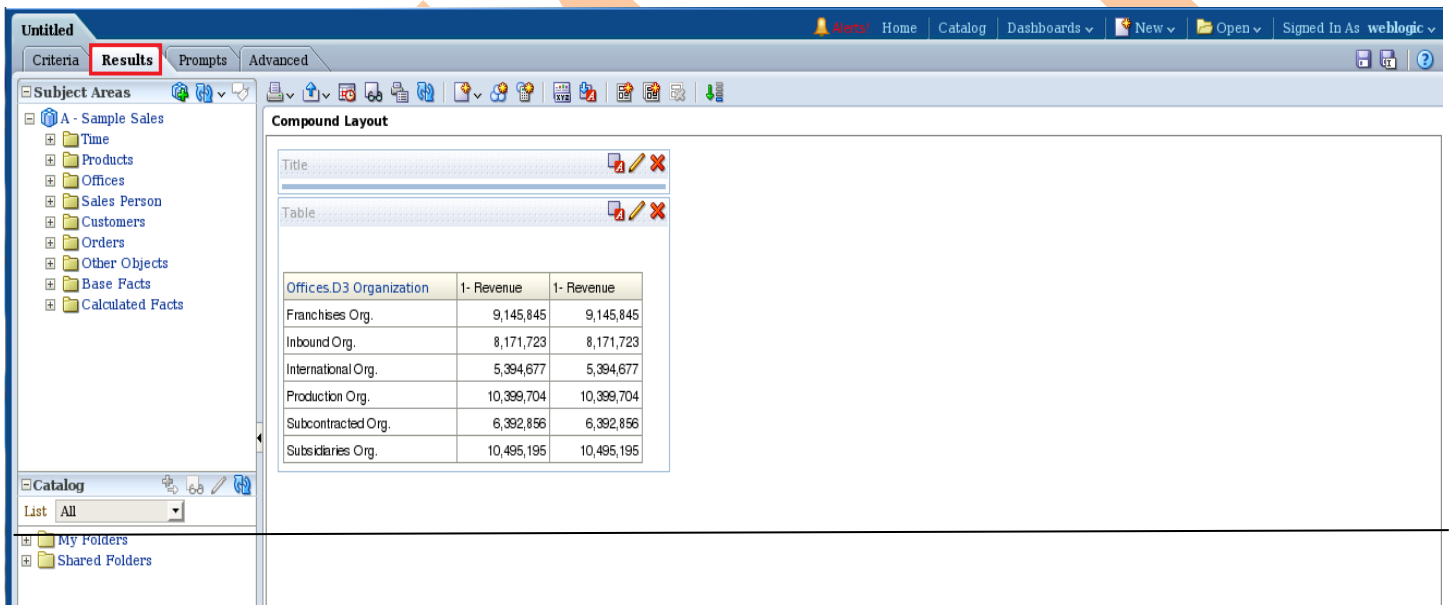 Untitled
Alerts! Home Catalog Dashboards New Open Signed In As weblogic
Criteria Results Prompts Advanced
Subject Areas
A - Sample Sales
Time
Products
Offices
Sales Person
Customers
Orders
Other Objects
Base Facts
Calculated Facts
Catalog
List All
My Folders
Shared Folders
Compound Layout
Title
Table
Offices.D3 Organization 1- Revenue 1- Revenue
Franchises Org. 9,145,845 9,145,845
Inbound Org. 8,171,723 8,171,723
International Org. 5,394,677 5,394,677
Production Org. 10,399,704 10,399,704
Subcontracted Org. 6,392,856 6,392,856
Subsidiaries Org. 10,495,195 10,495,195